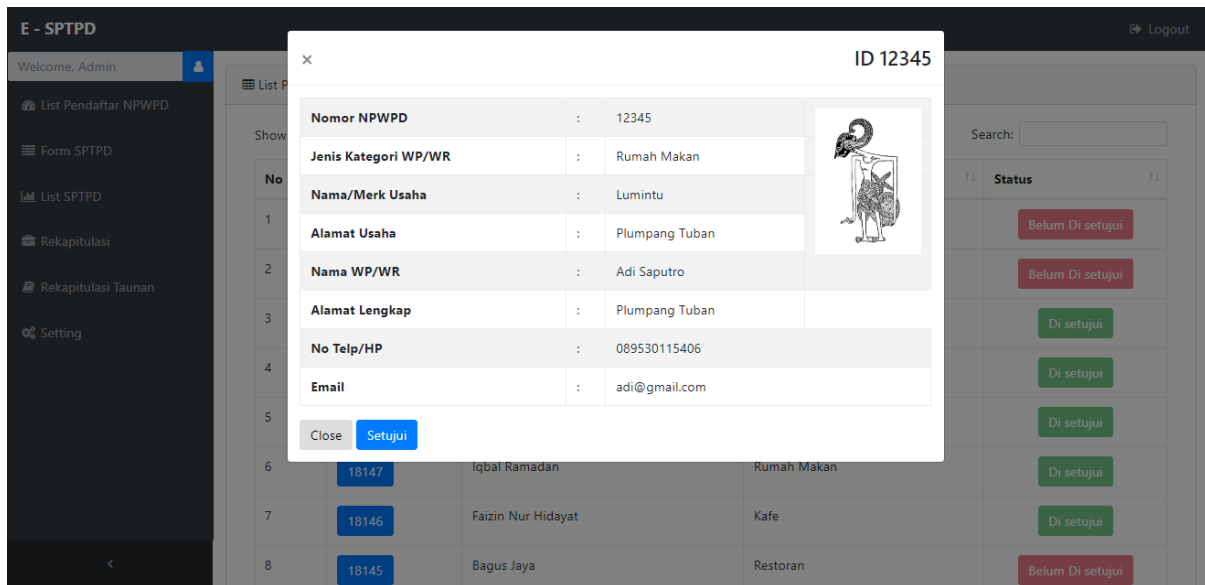 E - SPTPD
Logout
Welcome, Admin
List Pendaftar NPWPD
Form SPTPD
List SPTPD
Rekapitulasi
Rekapitulasi Taunan
Setting
List P
Show
Search:
No
Status
× ID 12345
Nomor NPWPD : 12345
Jenis Kategori WP/WR : Rumah Makan
Nama/Merk Usaha : Lumintu
Alamat Usaha : Plumpang Tuban
Nama WP/WR : Adi Saputro
Alamat Lengkap : Plumpang Tuban
No Telp/HP : 089530115406
Email : adi@gmail.com
Close Setujui
1 Belum Di setujui
2 Belum Di setujui
3 Di setujui
4 Di setujui
5 Di setujui
6 18147 Iqbal Ramadan Rumah Makan Di setujui
7 18146 Faizin Nur Hidayat Kafe Di setujui
8 18145 Bagus Jaya Restoran Belum Di setujui